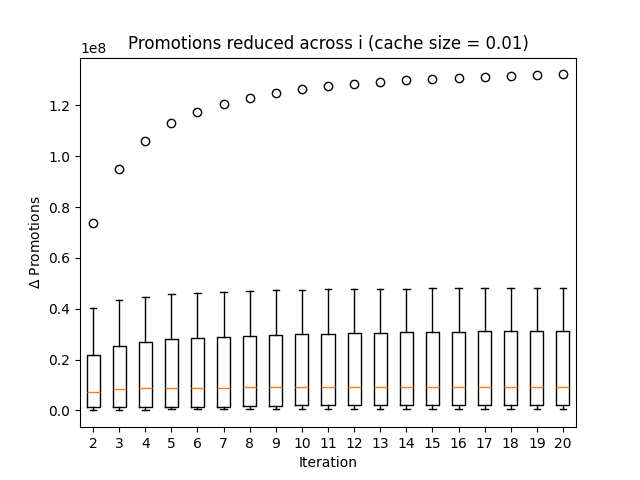 Promotions reduced across i (cache size = 0.01)
1e8
1.2
1.0
0.8
0.6
0.4
0.2
0.0
Δ Promotions
2 3 4 5 6 7 8 9 10 11 12 13 14 15 16 17 18 19 20
Iteration